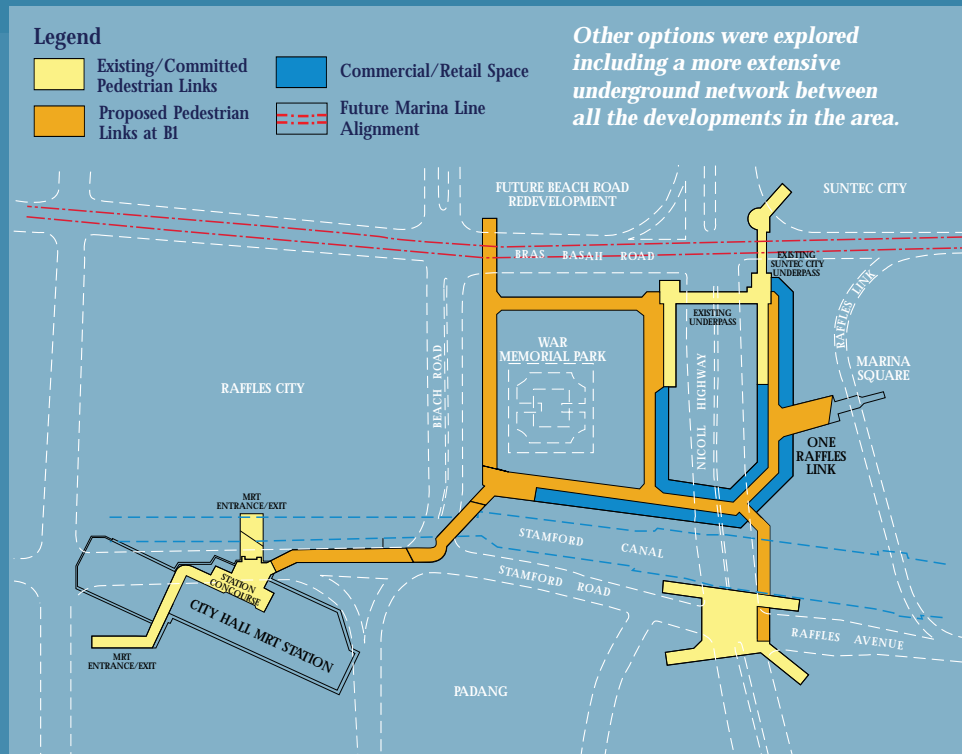 Legend
Existing/Committed
Pedestrian Links
Proposed Pedestrian
Links at B1
Commercial/Retail Space
Future Marina Line
Alignment
Other options were explored
including a more extensive
underground network between
all the developments in the area.
FUTURE BEACH ROAD
REDEVELOPMENT
SUNTEC CITY
BRAS BASAH ROAD
EXISTING
SUNTEC CITY
UNDERPASS
RAFFLES LINK
EXISTING
UNDERPASS
WAR
MEMORIAL PARK
BEACH ROAD
NICOLL HIGHWAY
MARINA
SQUARE
RAFFLES CITY
ONE
RAFFLES
LINK
MRT
ENTRANCE/EXIT
STAMFORD CANAL
STAMFORD ROAD
STATION
CONCOURSE
CITY HALL MRT STATION
RAFFLES AVENUE
MRT
ENTRANCE/EXIT
PADANG